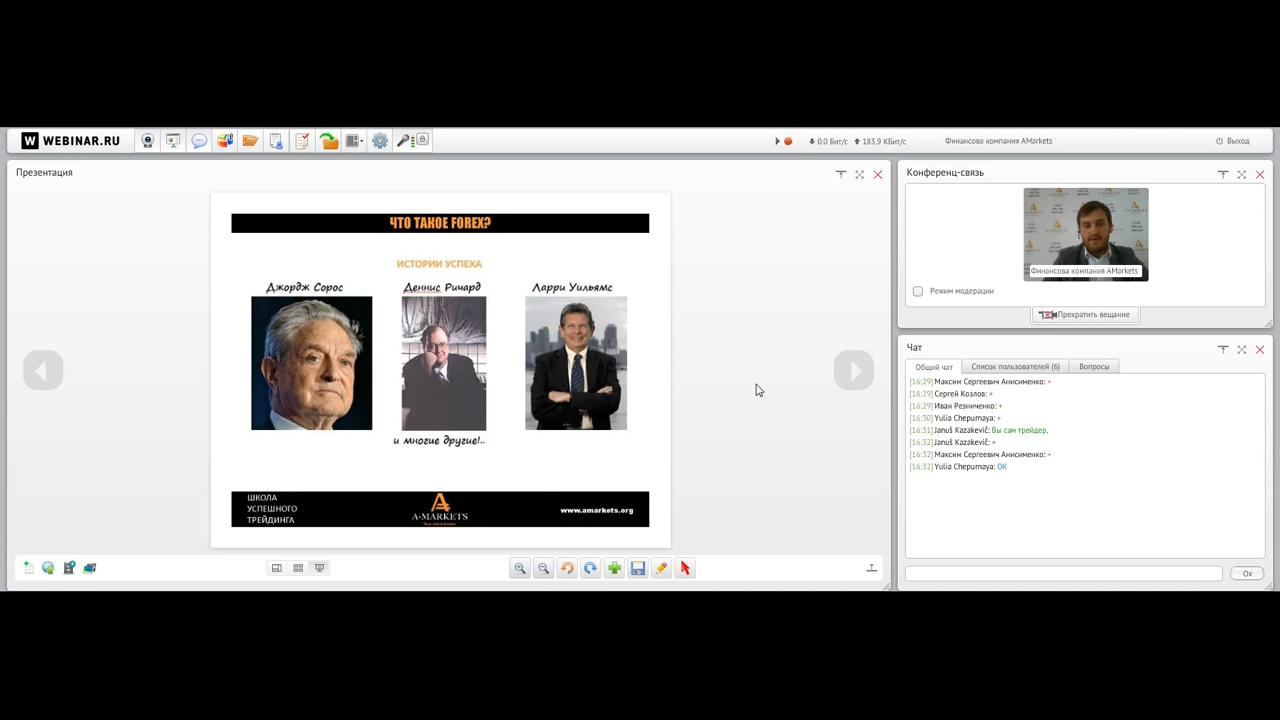 WEBINAR.RU
0.0 Бит/с 183.9 КБит/с
Финансова компания AMarkets
Выход
Презентация
ЧТО ТАКОЕ FOREX?
ИСТОРИИ УСПЕХА
Джордж Сорос
Деннис Ричард
Ларри Уильямс
и многие другие!..
ШКОЛА
УСПЕШНОГО
ТРЕЙДИНГА
A-MARKETS
www.amarkets.org
Конференц-связь
Финансова компания AMarkets
Режим модерации
Прекратить вещание
Чат
Общий чат
Список пользователей (6)
Вопросы
[16:29] Максим Сергеевич Анисименко: +
[16:29] Сергей Козлов: +
[16:29] Иван Резниченко: +
[16:30] Yulia Chepurnaya: +
[16:31] Januš Kazakevič: Вы сам трейдер,
[16:32] Januš Kazakevič: +
[16:32] Максим Сергеевич Анисименко: +
[16:32] Yulia Chepurnaya: OK
Ок